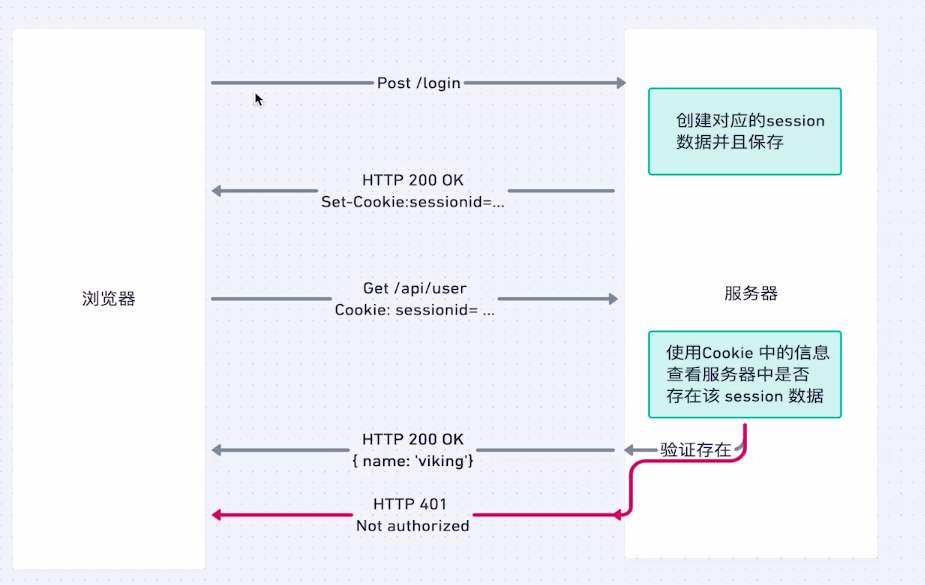 Post /login
创建对应的session
数据并且保存
HTTP 200 OK
Set-Cookie:sessionid=...
Get /api/user
Cookie: sessionid= ...
浏览器
服务器
使用Cookie 中的信息
查看服务器中是否
存在该 session 数据
HTTP 200 OK
{ name: 'viking'}
验证存在
HTTP 401
Not authorized